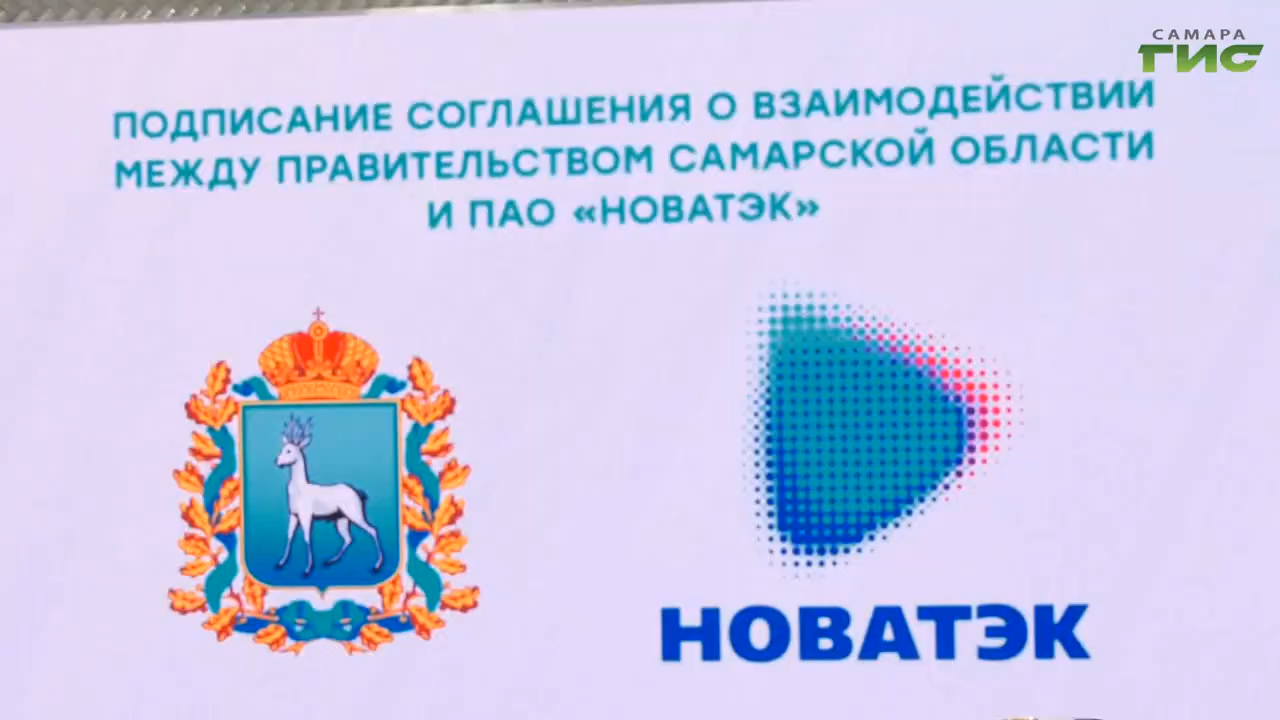 САМАРА
ГИС
ПОДПИСАНИЕ СОГЛАШЕНИЯ О ВЗАИМОДЕЙСТВИИ
МЕЖДУ ПРАВИТЕЛЬСТВОМ САМАРСКОЙ ОБЛАСТИ
И ПАО «НОВАТЭК»
НОВАТЭК